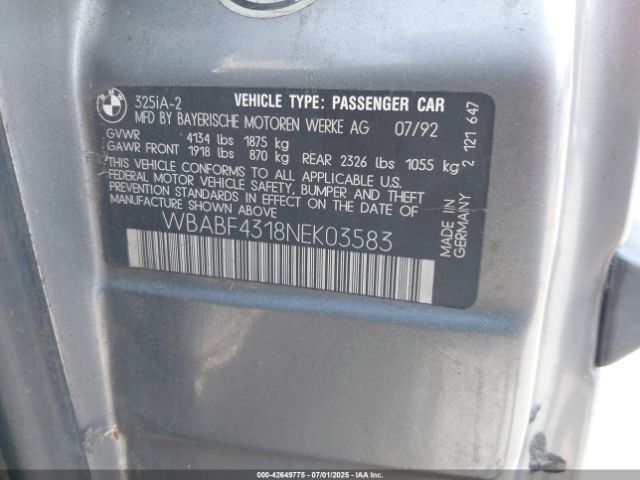 BMW
325iA-2 VEHICLE TYPE: PASSENGER CAR
MFD BY BAYERISCHE MOTOREN WERKE AG 07/92
GVWR 4134 lbs 1875 kg
GAWR FRONT 1918 lbs 870 kg REAR 2326 lbs 1055 kg
THIS VEHICLE CONFORMS TO ALL APPLICABLE U.S.
FEDERAL MOTOR VEHICLE SAFETY, BUMPER AND THEFT
PREVENTION STANDARDS IN EFFECT ON THE DATE OF
MANUFACTURE SHOWN ABOVE
WBABF4318NEK03583
2 121 647
MADE IN
GERMANY
000-42649775 - 07/01/2025 - IAAI, INC.